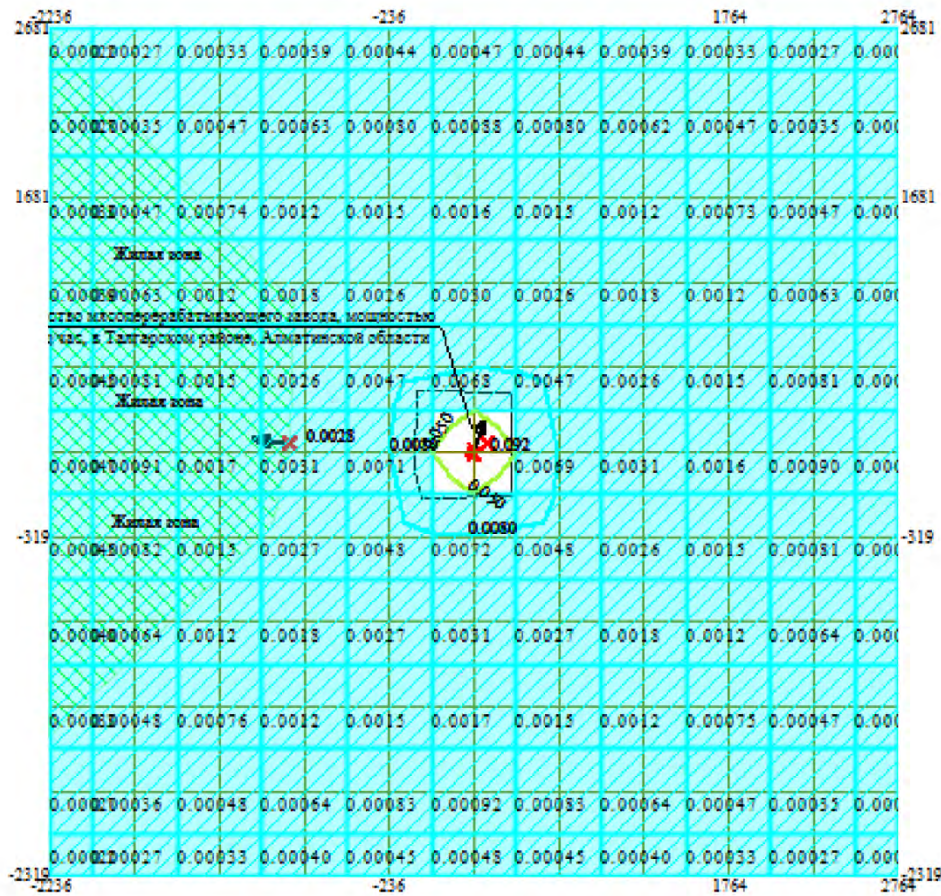 -2236 -236 1764 2764
2681 2681
0.00027 0.00033 0.00039 0.00044 0.00047 0.00044 0.00039 0.00033 0.00027
0.00035 0.00047 0.00063 0.00080 0.00088 0.00080 0.00062 0.00047 0.00035
1681 1681
0.00047 0.00074 0.0012 0.0015 0.0016 0.0015 0.0012 0.00073 0.00047
Жилая зона
0.00063 0.0012 0.0018 0.0026 0.0030 0.0026 0.0018 0.0012 0.00063
ство мясоперерабатывающего завода, мощностью
час, в Талгарском районе, Алматинской области
681 681
0.00081 0.0015 0.0026 0.0047 0.0068 0.0047 0.0026 0.0015 0.00081
Жилая зона
0.050
0.0028 0.0080 0.092
0.00091 0.0017 0.0031 0.0071 0.0069 0.0031 0.0016 0.00090
0.050
Жилая зона
0.0080
-319 -319
0.00082 0.0015 0.0027 0.0048 0.0072 0.0048 0.0026 0.0015 0.00081
0.00064 0.0012 0.0018 0.0027 0.0031 0.0027 0.0018 0.0012 0.00064
0.00048 0.00076 0.0012 0.0015 0.0017 0.0015 0.0012 0.00075 0.00047
0.00036 0.00048 0.00064 0.00083 0.00092 0.00083 0.00064 0.00047 0.00035
0.00027 0.00033 0.00040 0.00045 0.00048 0.00045 0.00040 0.00033 0.00027
-2319 -2319
-2236 -236 1764 2764